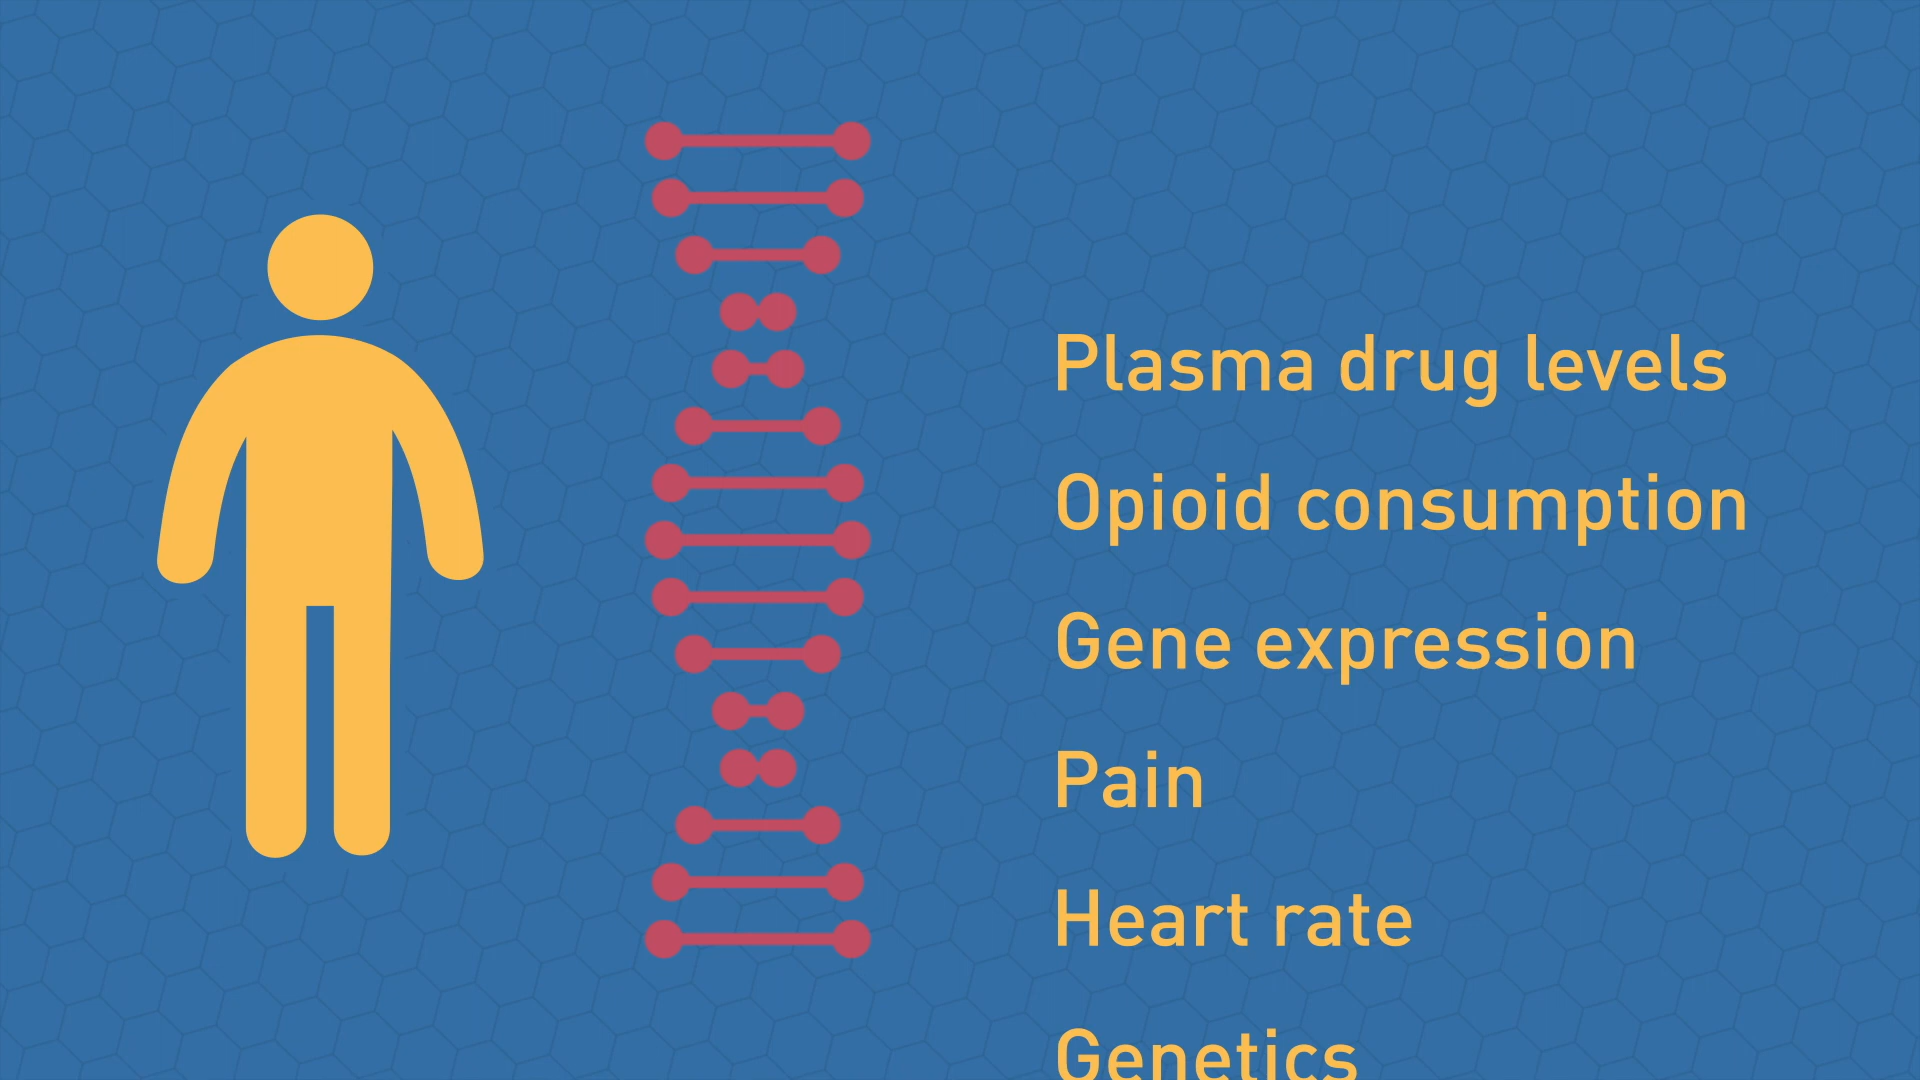 Plasma drug levels
Opioid consumption
Gene expression
Pain
Heart rate
Genetics